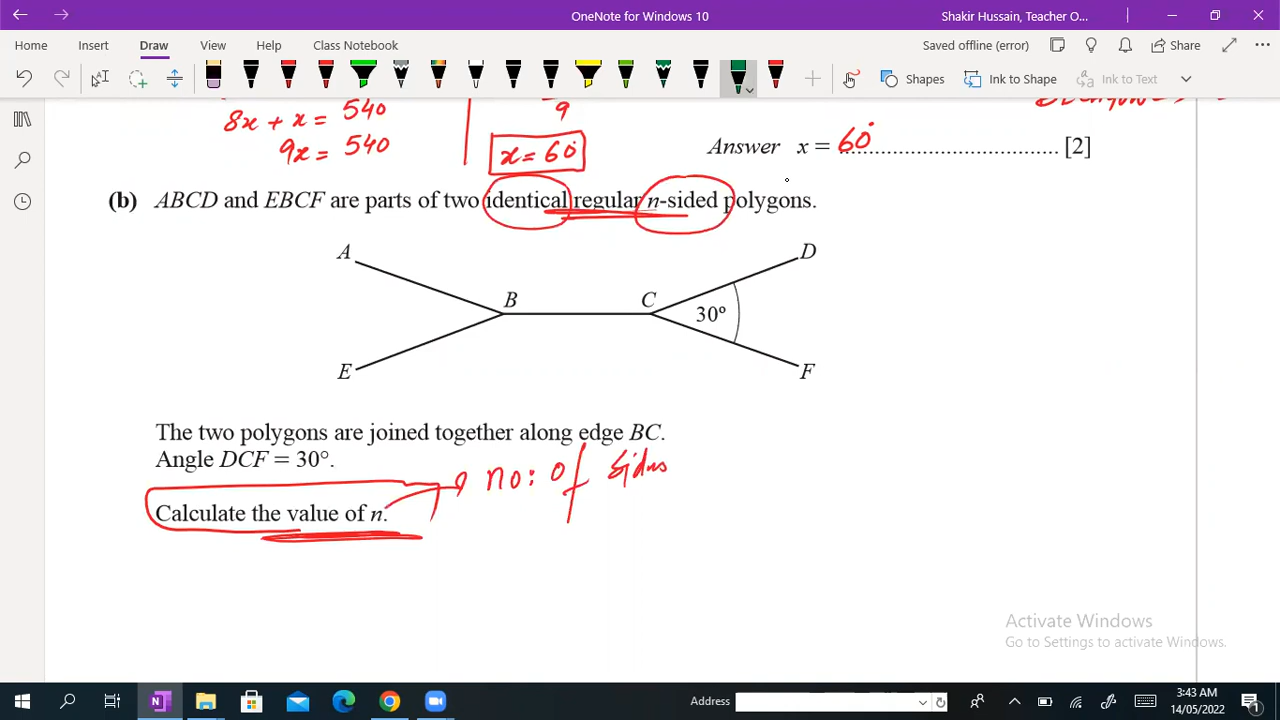 OneNote for Windows 10
Shakir Hussain, Teacher O...
Home Insert Draw View Help Class Notebook
Saved offline (error) Share
Shapes Ink to Shape Ink to Text
8x + x = 540
9x = 540
9
x = 60
Answer x = 60° [2]
(b) ABCD and EBCF are parts of two identical regular n-sided polygons.
A D
B C
30°
E F
The two polygons are joined together along edge BC.
Angle DCF = 30°.
no: of sides
Calculate the value of n.
Activate Windows
Go to Settings to activate Windows.
Address
3:43 AM
14/05/2022